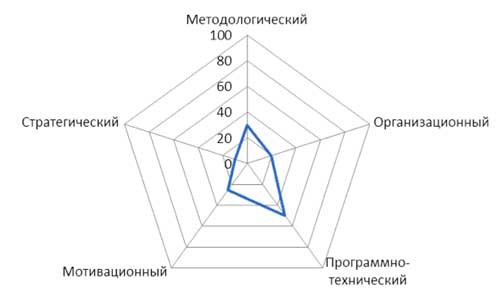 Методологический
100
80
60
40
20
0
Стратегический
Организационный
Мотивационный
Программно-
технический